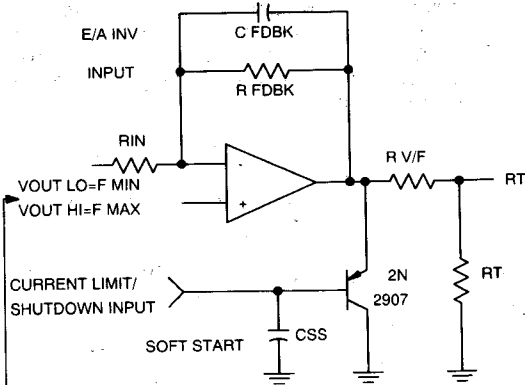 C FDBK
E/A INV
INPUT
R FDBK
RIN
-
+
R V/F
RT
VOUT LO=F MIN
VOUT HI=F MAX
2N
2907
RT
CURRENT LIMIT/
SHUTDOWN INPUT
SOFT START
CSS